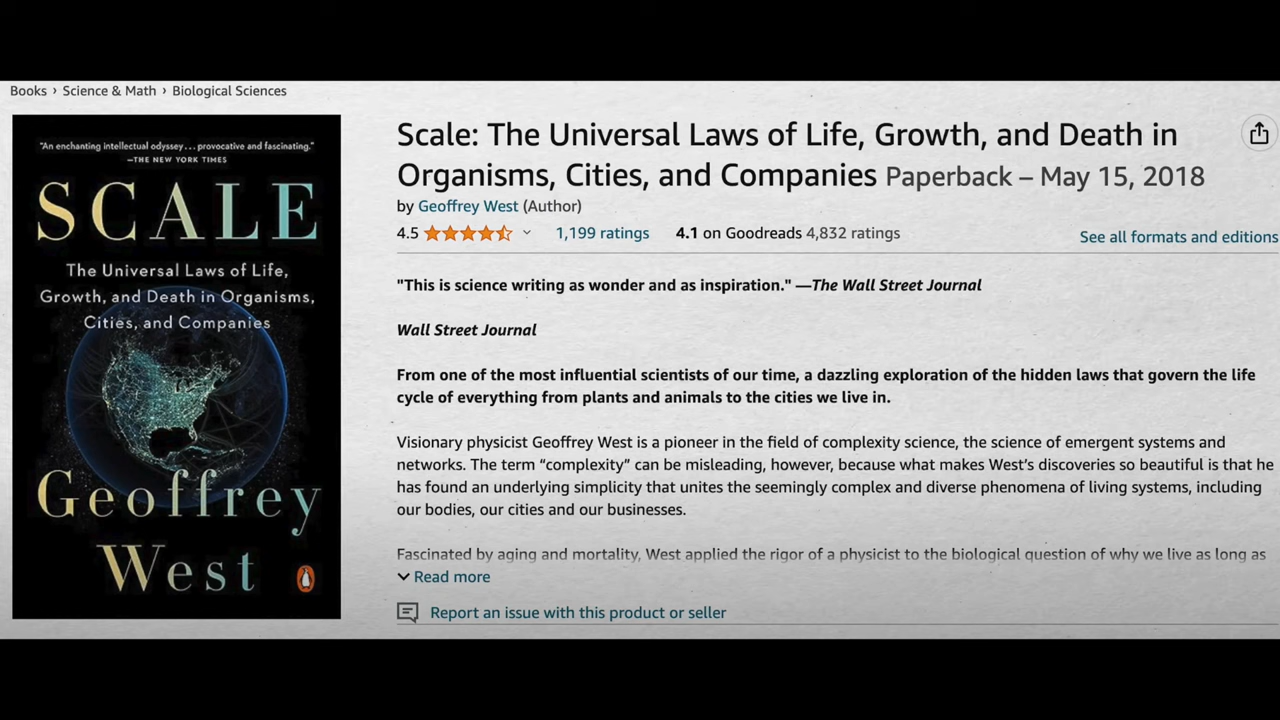 Books › Science & Math › Biological Sciences
"An enchanting intellectual odyssey . . . provocative and fascinating."
—THE NEW YORK TIMES
SCALE
The Universal Laws of Life,
Growth, and Death in Organisms,
Cities, and Companies
Geoffrey
West
Scale: The Universal Laws of Life, Growth, and Death in
Organisms, Cities, and Companies Paperback – May 15, 2018
by Geoffrey West (Author)
4.5 1,199 ratings 4.1 on Goodreads 4,832 ratings
See all formats and editions
"This is science writing as wonder and as inspiration." —The Wall Street Journal
Wall Street Journal
From one of the most influential scientists of our time, a dazzling exploration of the hidden laws that govern the life
cycle of everything from plants and animals to the cities we live in.
Visionary physicist Geoffrey West is a pioneer in the field of complexity science, the science of emergent systems and
networks. The term “complexity” can be misleading, however, because what makes West’s discoveries so beautiful is that he
has found an underlying simplicity that unites the seemingly complex and diverse phenomena of living systems, including
our bodies, our cities and our businesses.
Fascinated by aging and mortality, West applied the rigor of a physicist to the biological question of why we live as long as
Read more
Report an issue with this product or seller